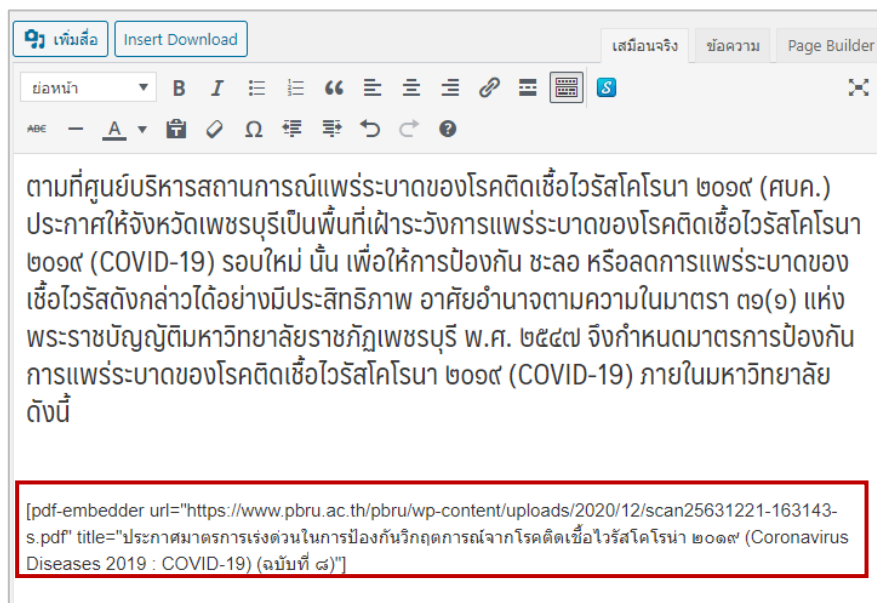 เพิ่มสื่อ Insert Download เสมือนจริง ข้อความ Page Builder
ย่อหน้า B I S
ABC A Ω
ตามที่ศูนย์บริหารสถานการณ์แพร่ระบาดของโรคติดเชื้อไวรัสโคโรนา ๒๐๑๙ (ศบค.)
ประกาศให้จังหวัดเพชรบุรีเป็นพื้นที่เฝ้าระวังการแพร่ระบาดของโรคติดเชื้อไวรัสโคโรนา
๒๐๑๙ (COVID-19) รอบใหม่ นั้น เพื่อให้การป้องกัน ชะลอ หรือลดการแพร่ระบาดของ
เชื้อไวรัสดังกล่าวได้อย่างมีประสิทธิภาพ อาศัยอำนาจตามความในมาตรา ๓๑(๑) แห่ง
พระราชบัญญัติมหาวิทยาลัยราชภัฏเพชรบุรี พ.ศ. ๒๕๔๗ จึงกำหนดมาตรการป้องกัน
การแพร่ระบาดของโรคติดเชื้อไวรัสโคโรนา ๒๐๑๙ (COVID-19) ภายในมหาวิทยาลัย
ดังนี้
[pdf-embedder url="https://www.pbru.ac.th/pbru/wp-content/uploads/2020/12/scan25631221-163143-
s.pdf" title="ประกาศมาตรการเร่งด่วนในการป้องกันวิกฤตการณ์จากโรคติดเชื้อไวรัสโคโรน่า ๒๐๑๙ (Coronavirus
Diseases 2019 : COVID-19) (ฉบับที่ ๘)"]